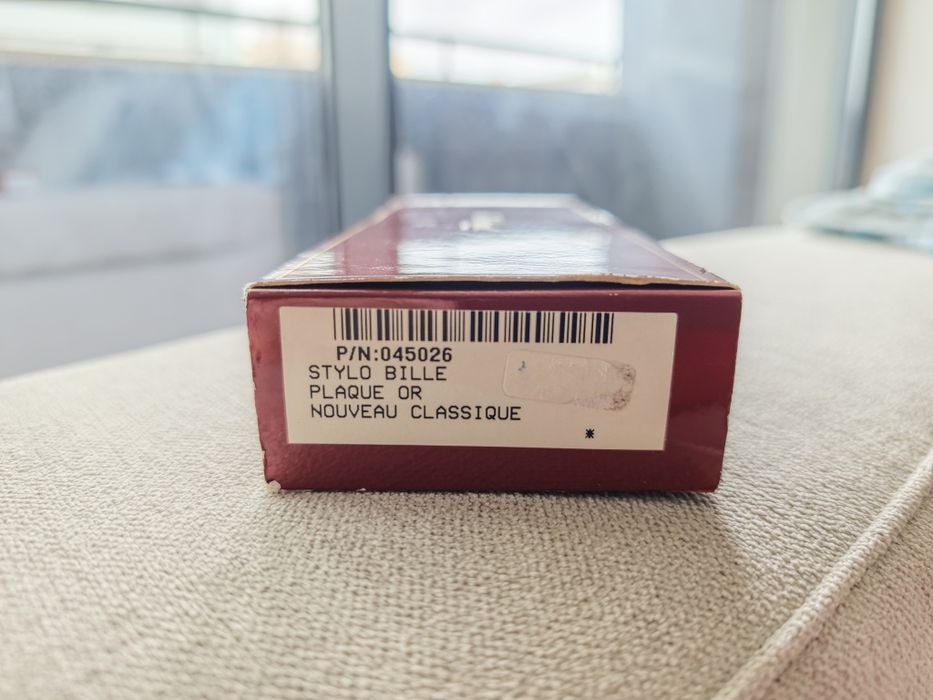 P/N:045026
STYLO BILLE
PLAQUE OR
NOUVEAU CLASSIQUE
*